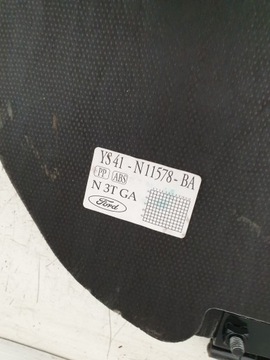 YS41 - N11578 - BA
PP ABS
N 3T GA
Ford